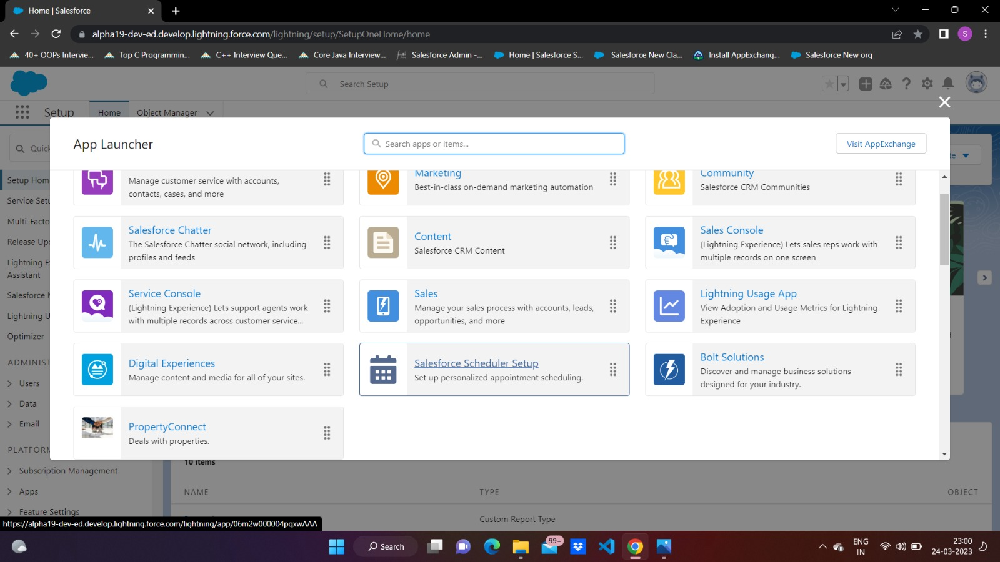 Home | Salesforce
alpha19-dev-ed.develop.lightning.force.com/lightning/setup/SetupOneHome/home
S
40+ OOPs Intervie...
Top C Programmin...
C++ Interview Que...
Core Java Interview...
Salesforce Admin -...
Home | Salesforce S...
Salesforce New Cla...
Install AppExchang...
Salesforce New org
Search Setup
Setup
Home
Object Manager
App Launcher
Search apps or items...
Visit AppExchange
Quick
Setup Hom
Service Setu
Multi-Facto
Release Upd
Lightning E
Assistant
Salesforce M
Lightning U
Optimizer
ADMINIST
Users
Data
Email
PLATFORM
Subscription Management
Apps
Feature Settings
Manage customer service with accounts,
contacts, cases, and more
Marketing
Best-in-class on-demand marketing automation
Community
Salesforce CRM Communities
Salesforce Chatter
The Salesforce Chatter social network, including
profiles and feeds
Content
Salesforce CRM Content
Sales Console
(Lightning Experience) Lets sales reps work with
multiple records on one screen
Service Console
(Lightning Experience) Lets support agents work
with multiple records across customer service...
Sales
Manage your sales process with accounts, leads,
opportunities, and more
Lightning Usage App
View Adoption and Usage Metrics for Lightning
Experience
Digital Experiences
Manage content and media for all of your sites.
Salesforce Scheduler Setup
Set up personalized appointment scheduling.
Bolt Solutions
Discover and manage business solutions
designed for your industry.
PropertyConnect
Deals with properties.
10 items
NAME
TYPE
OBJECT
Custom Report Type
https://alpha19-dev-ed.develop.lightning.force.com/lightning/app/06m2w000004pqxwAAA
Search
99+
ENG
IN
23:00
24-03-2023